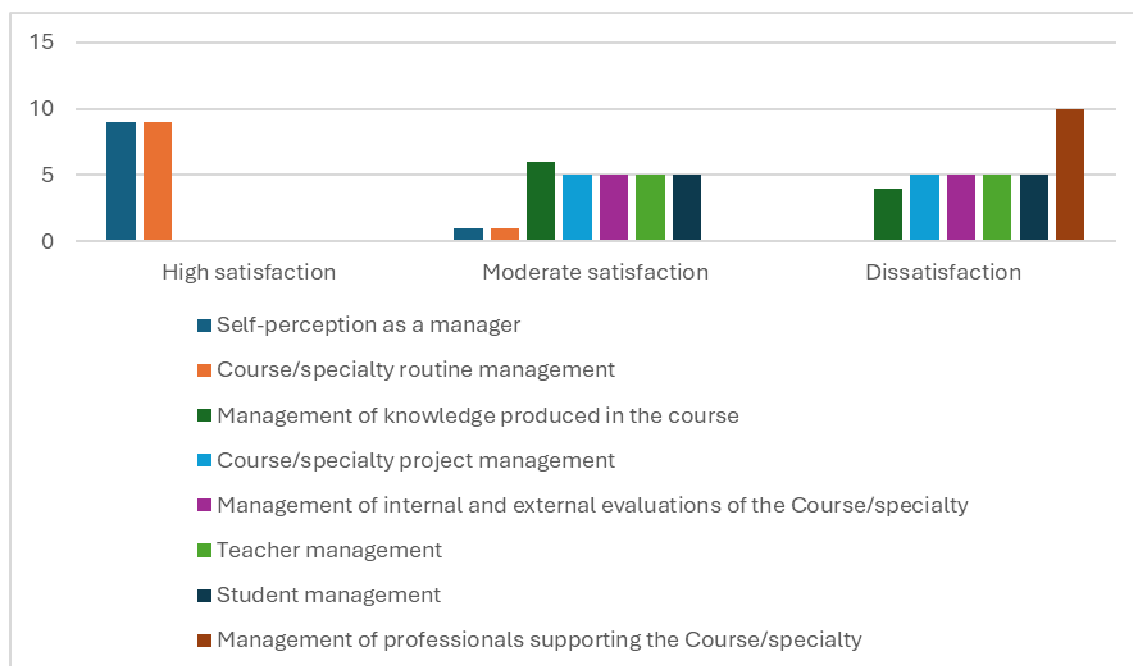 15
10
5
0
High satisfaction
Moderate satisfaction
Dissatisfaction
Self-perception as a manager
Course/specialty routine management
Management of knowledge produced in the course
Course/specialty project management
Management of internal and external evaluations of the Course/specialty
Teacher management
Student management
Management of professionals supporting the Course/specialty